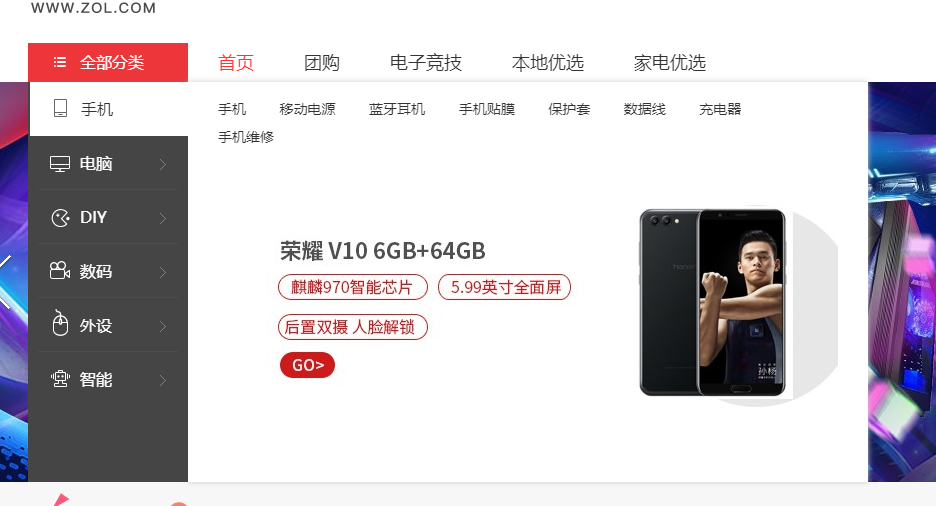 WWW.ZOL.COM
全部分类 首页 团购 电子竞技 本地优选 家电优选
手机 手机 移动电源 蓝牙耳机 手机贴膜 保护套 数据线 充电器
手机维修
电脑
DIY
数码
外设
智能
荣耀 V10 6GB+64GB
麒麟970智能芯片 5.99英寸全面屏
后置双摄 人脸解锁
GO>
honor
孙杨